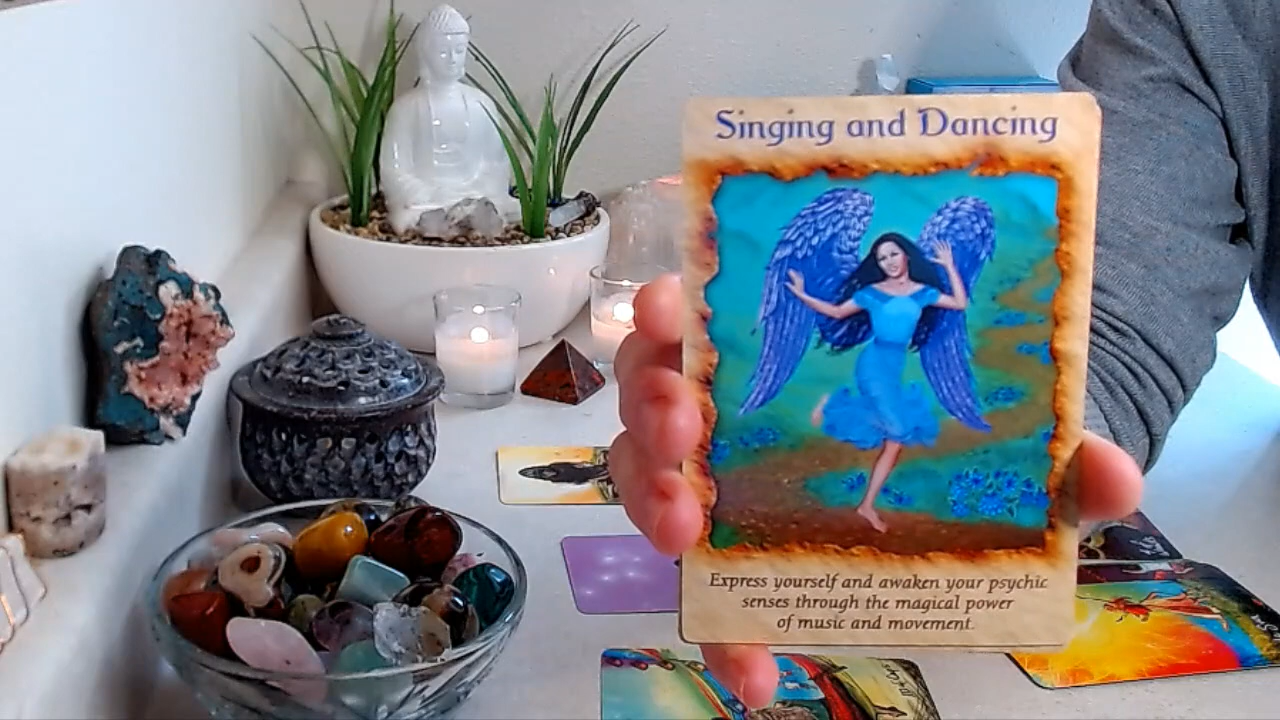 Singing and Dancing
Express yourself and awaken your psychic
senses through the magical power
of music and movement.